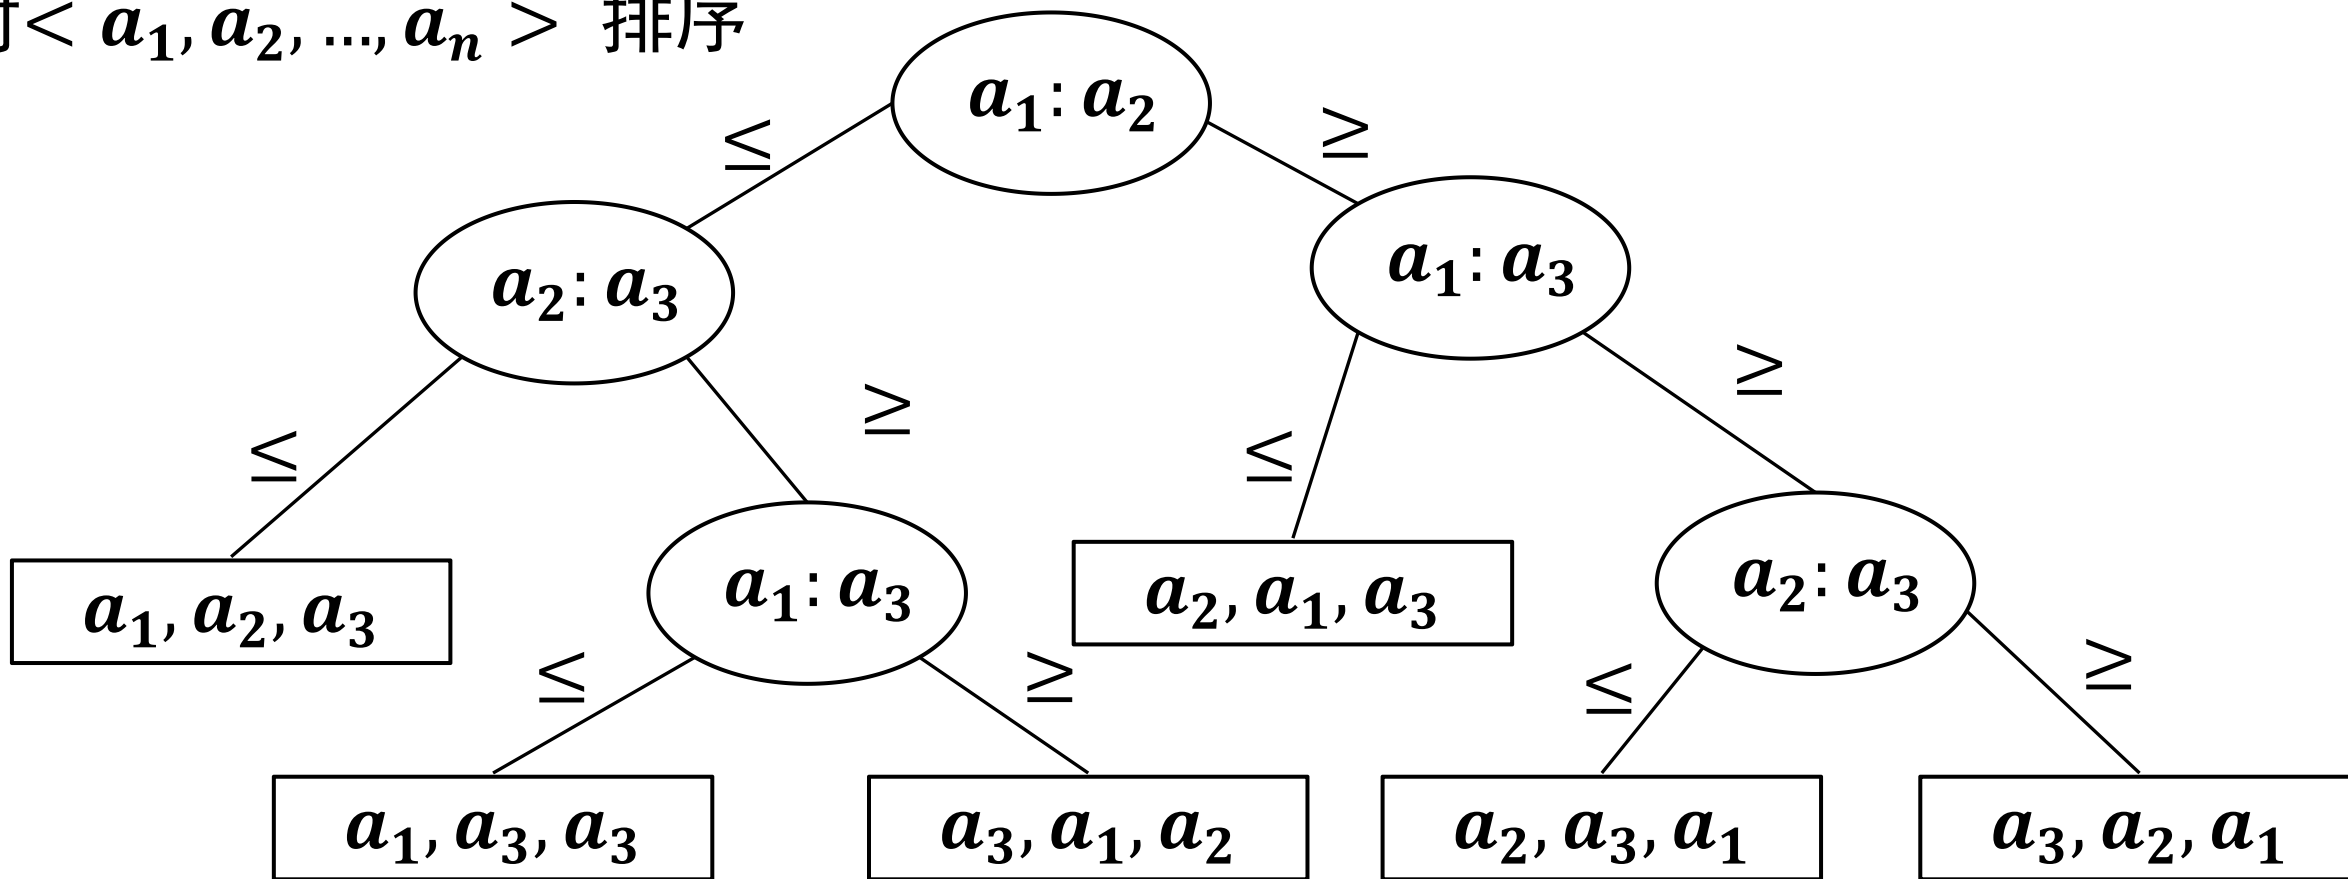 < a₁, a₂, ..., aₙ > 排序
a₁: a₂
≤ ≥
a₂: a₃ a₁: a₃
≤ ≥ ≤ ≥
a₁, a₂, a₃ a₁: a₃ a₂, a₁, a₃ a₂: a₃
≤ ≥ ≤ ≥
a₁, a₃, a₃ a₃, a₁, a₂ a₂, a₃, a₁ a₃, a₂, a₁